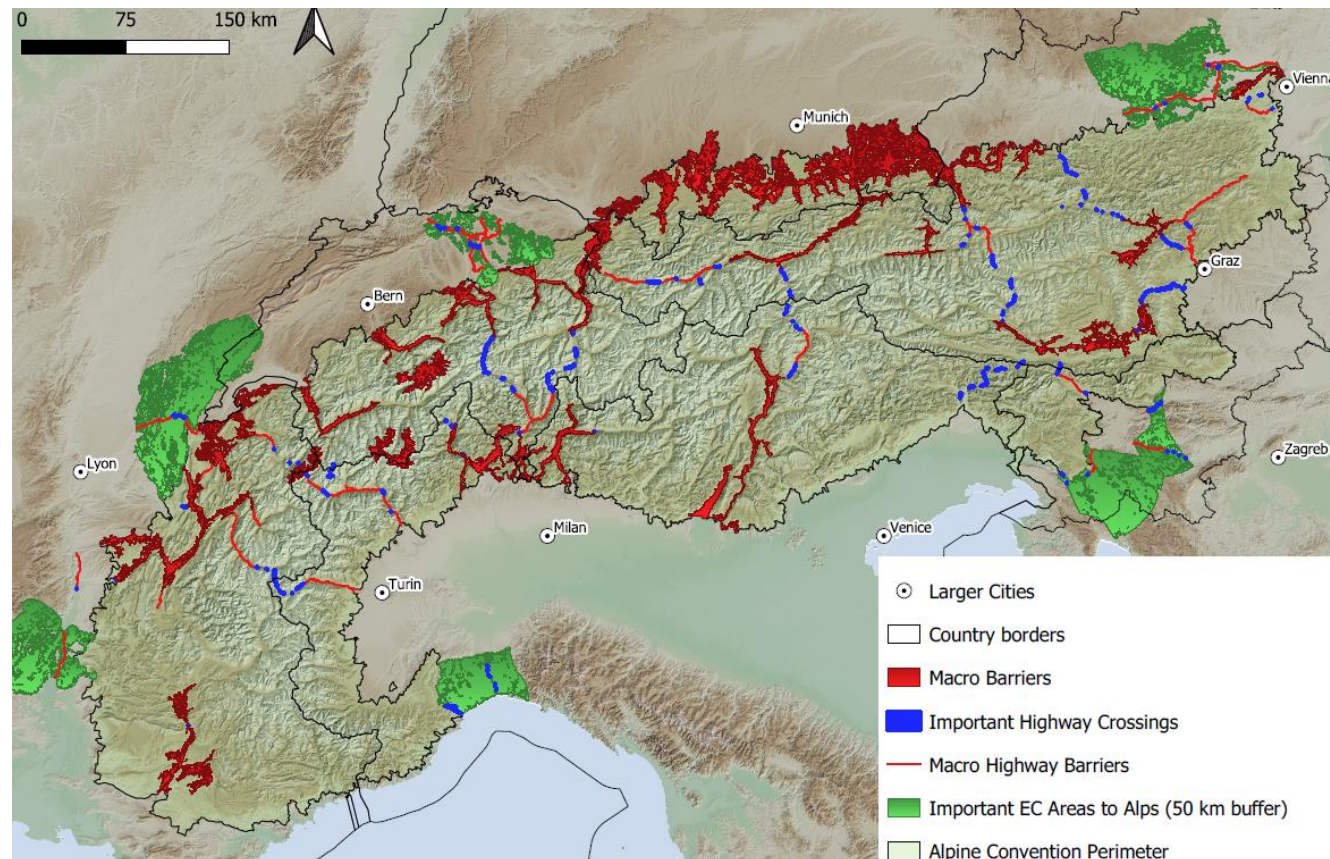 0 75 150 km
Vienna
Munich
Bern
Graz
Lyon
Zagreb
Milan
Venice
Turin
Larger Cities
Country borders
Macro Barriers
Important Highway Crossings
Macro Highway Barriers
Important EC Areas to Alps (50 km buffer)
Alpine Convention Perimeter